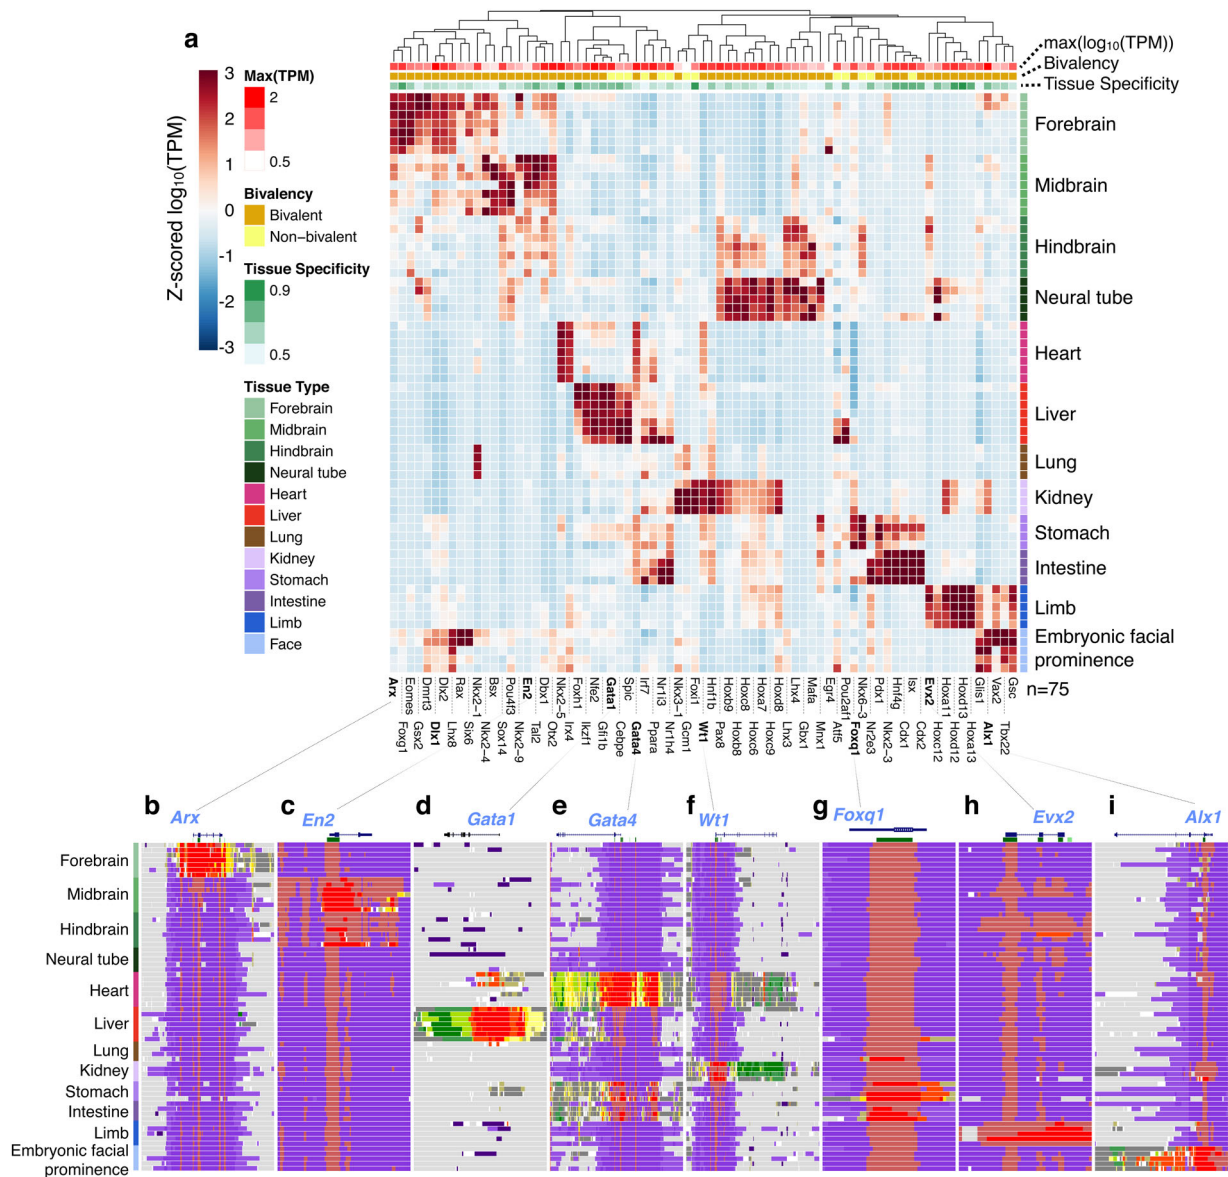 a
Z-scored log10(TPM)
3
2
1
0
-1
-2
-3
Max(TPM)
2
0.5
Bivalency
Bivalent
Non-bivalent
Tissue Specificity
0.9
0.5
Tissue Type
Forebrain
Midbrain
Hindbrain
Neural tube
Heart
Liver
Lung
Kidney
Stomach
Intestine
Limb
Face
max(log10(TPM))
Bivalency
Tissue Specificity
Forebrain
Midbrain
Hindbrain
Neural tube
Heart
Liver
Lung
Kidney
Stomach
Intestine
Limb
Embryonic facial
prominence
n=75
Arx
Foxg1
Eomes
Gsx2
Dmrt3
Dlx1
Dlx2
Lhx8
Rax
Six6
Nkx2-1
Nkx2-4
Bsx
Sox14
Pou4f3
Nkx2-9
En2
Tal2
Dbx1
Otx2
Nkx2-5
Irx4
Foxh1
Ikzf1
Nfe2
Gfi1b
Gata1
Cebpe
Spic
Gata4
Irf7
Ppara
Nr1i3
Nr1h4
Nkx3-1
Gcm1
Foxi1
Wt1
Hnf1b
Pax8
Hoxb9
Hoxb8
Hoxc8
Hoxc6
Hoxa7
Hoxc9
Hoxd8
Lhx3
Lhx4
Gbx1
Mafa
Mnx1
Egr4
Atf5
Pou2af1
Foxq1
Nkx6-3
Nr2e3
Pdx1
Nkx2-3
Hnf4g
Cdx1
Isx
Cdx2
Evx2
Hoxc12
Hoxa11
Hoxd12
Hoxd13
Hoxa13
Glis1
Alx1
Vax2
Tbx22
Gsc
b
Arx
c
En2
d
Gata1
e
Gata4
f
Wt1
g
Foxq1
h
Evx2
i
Alx1
Forebrain
Midbrain
Hindbrain
Neural tube
Heart
Liver
Lung
Kidney
Stomach
Intestine
Limb
Embryonic facial
prominence